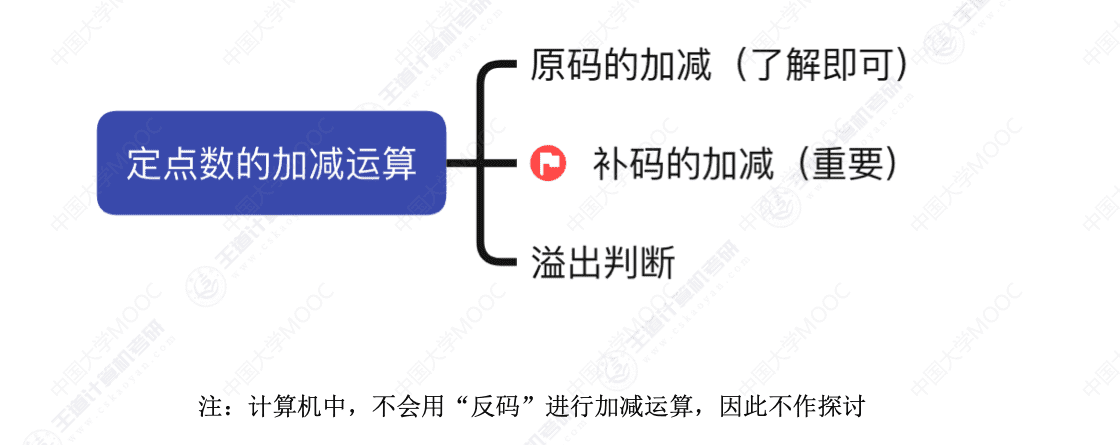 原码的加减（了解即可）
定点数的加减运算
补码的加减（重要）
溢出判断
注：计算机中，不会用“反码”进行加减运算，因此不作探讨
中国大学MOOC
王道计算机考研
www.cskaoyan.com